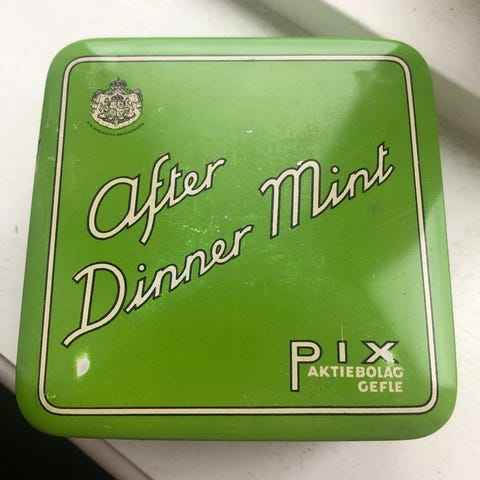 After
Dinner Mint
PIX
AKTIEBOLAG
GEFLE